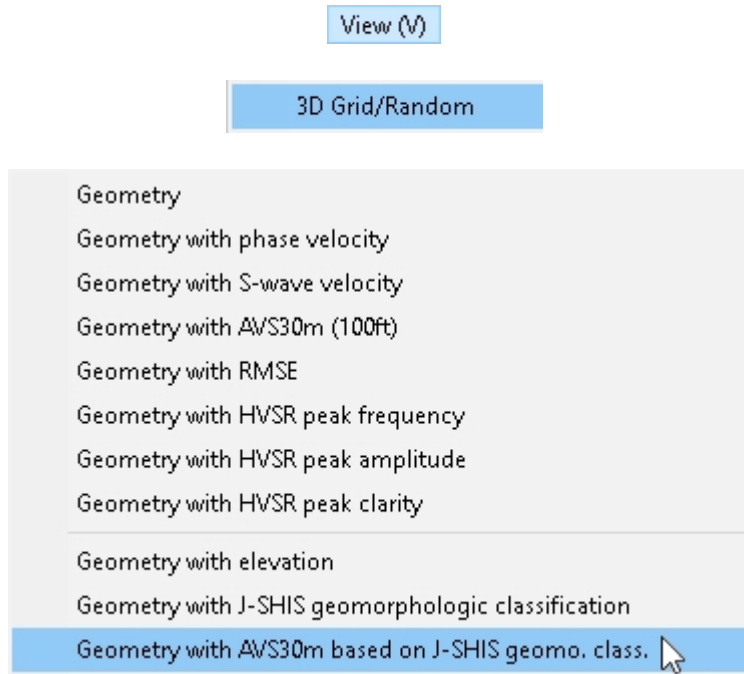 View (V)
3D Grid/Random
Geometry
Geometry with phase velocity
Geometry with S-wave velocity
Geometry with AVS30m (100ft)
Geometry with RMSE
Geometry with HVSR peak frequency
Geometry with HVSR peak amplitude
Geometry with HVSR peak clarity
Geometry with elevation
Geometry with J-SHIS geomorphologic classification
Geometry with AVS30m based on J-SHIS geomo. class.